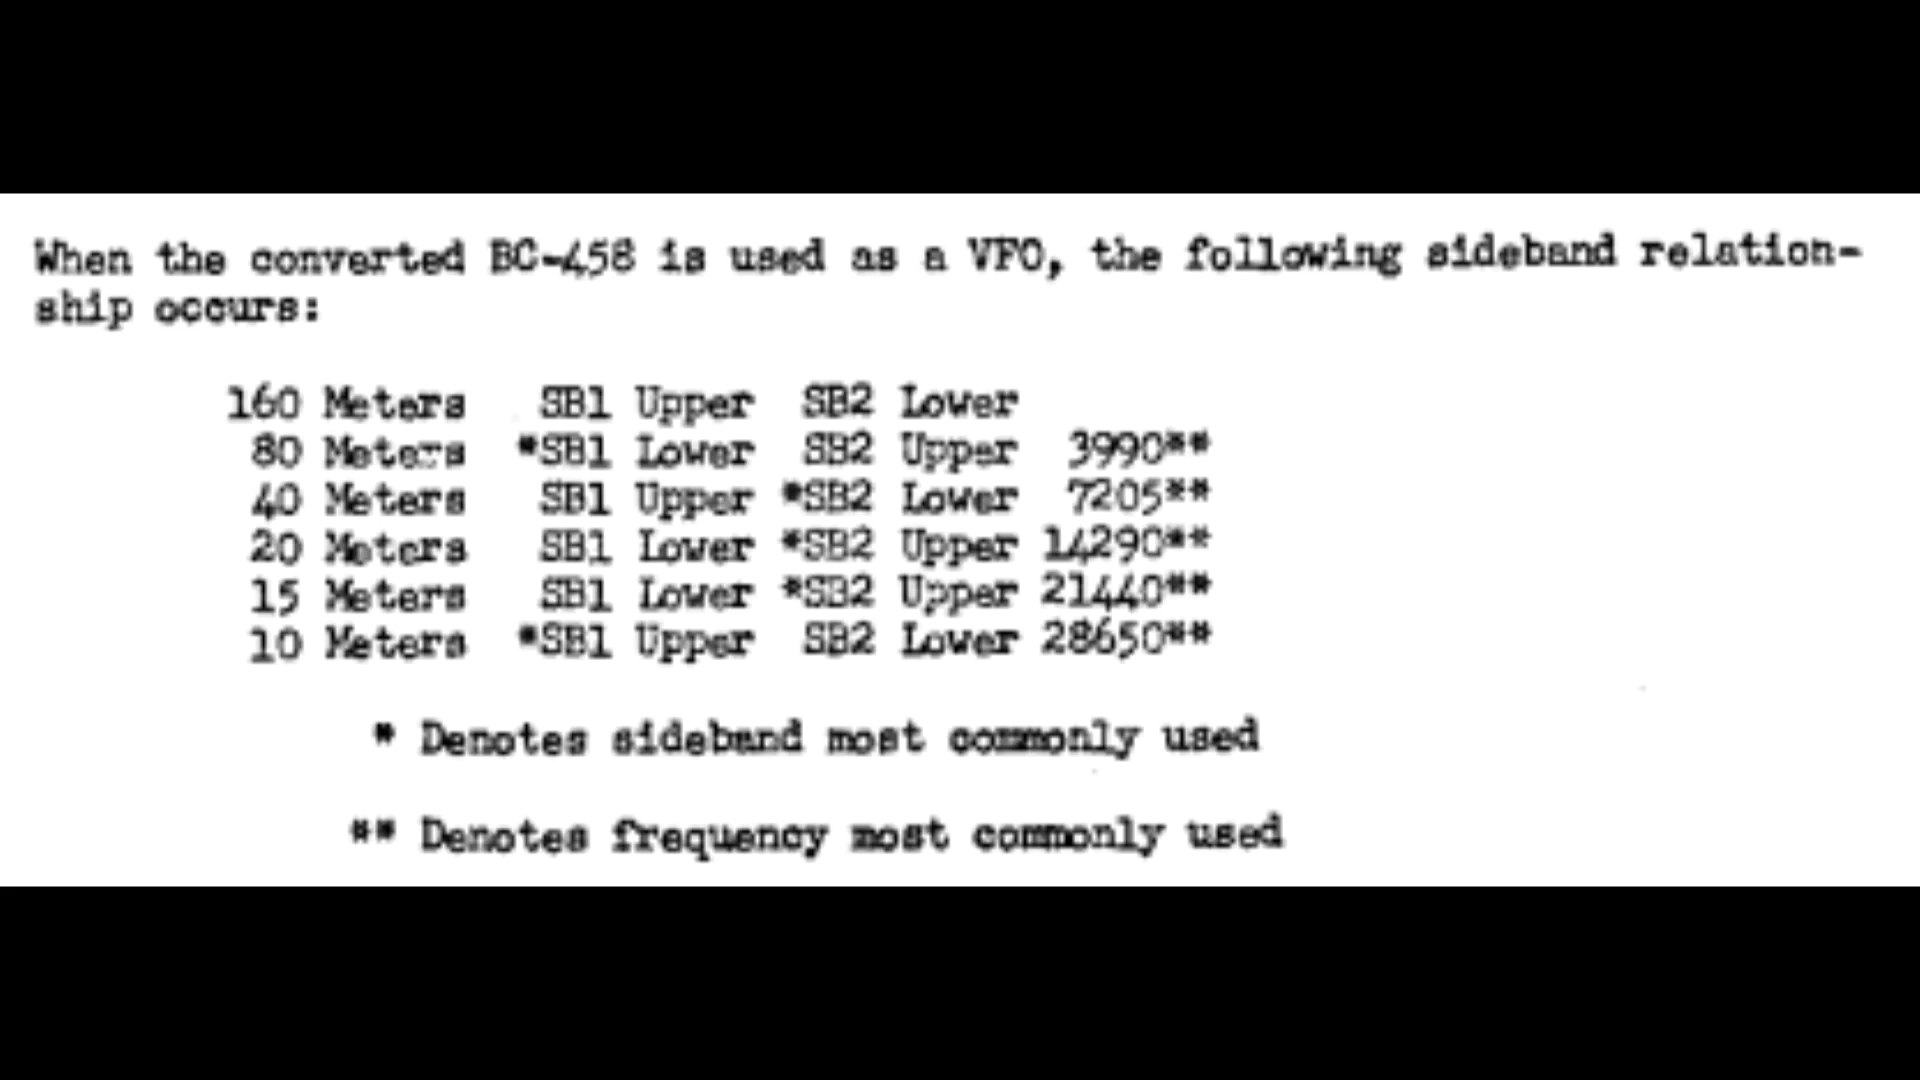 When the converted BC-458 is used as a VFO, the following sideband relation-
ship occurs:
160 Meters SB1 Upper SB2 Lower
80 Meters *SB1 Lower SB2 Upper 3990**
40 Meters SB1 Upper *SB2 Lower 7205**
20 Meters SB1 Lower *SB2 Upper 14290**
15 Meters SB1 Lower *SB2 Upper 21440**
10 Meters *SB1 Upper SB2 Lower 28650**
* Denotes sideband most commonly used
** Denotes frequency most commonly used